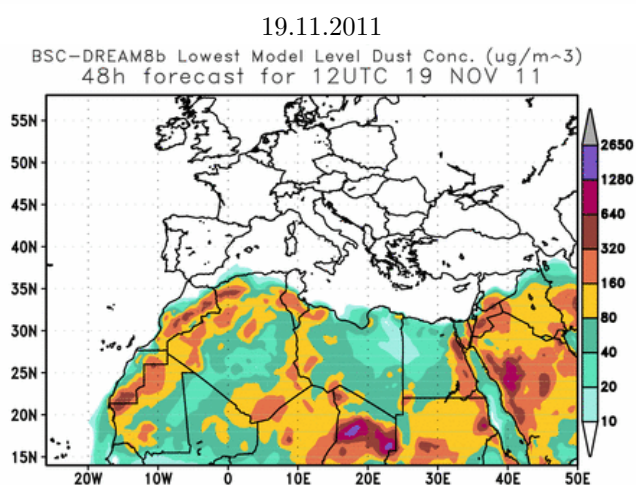 19.11.2011
BSC-DREAM8b Lowest Model Level Dust Conc. (ug/m^3)
48h forecast for 12UTC 19 NOV 11
55N
50N
45N
40N
35N
30N
25N
20N
15N
20W
10W
0
10E
20E
30E
40E
50E
2650
1280
640
320
160
80
40
20
10